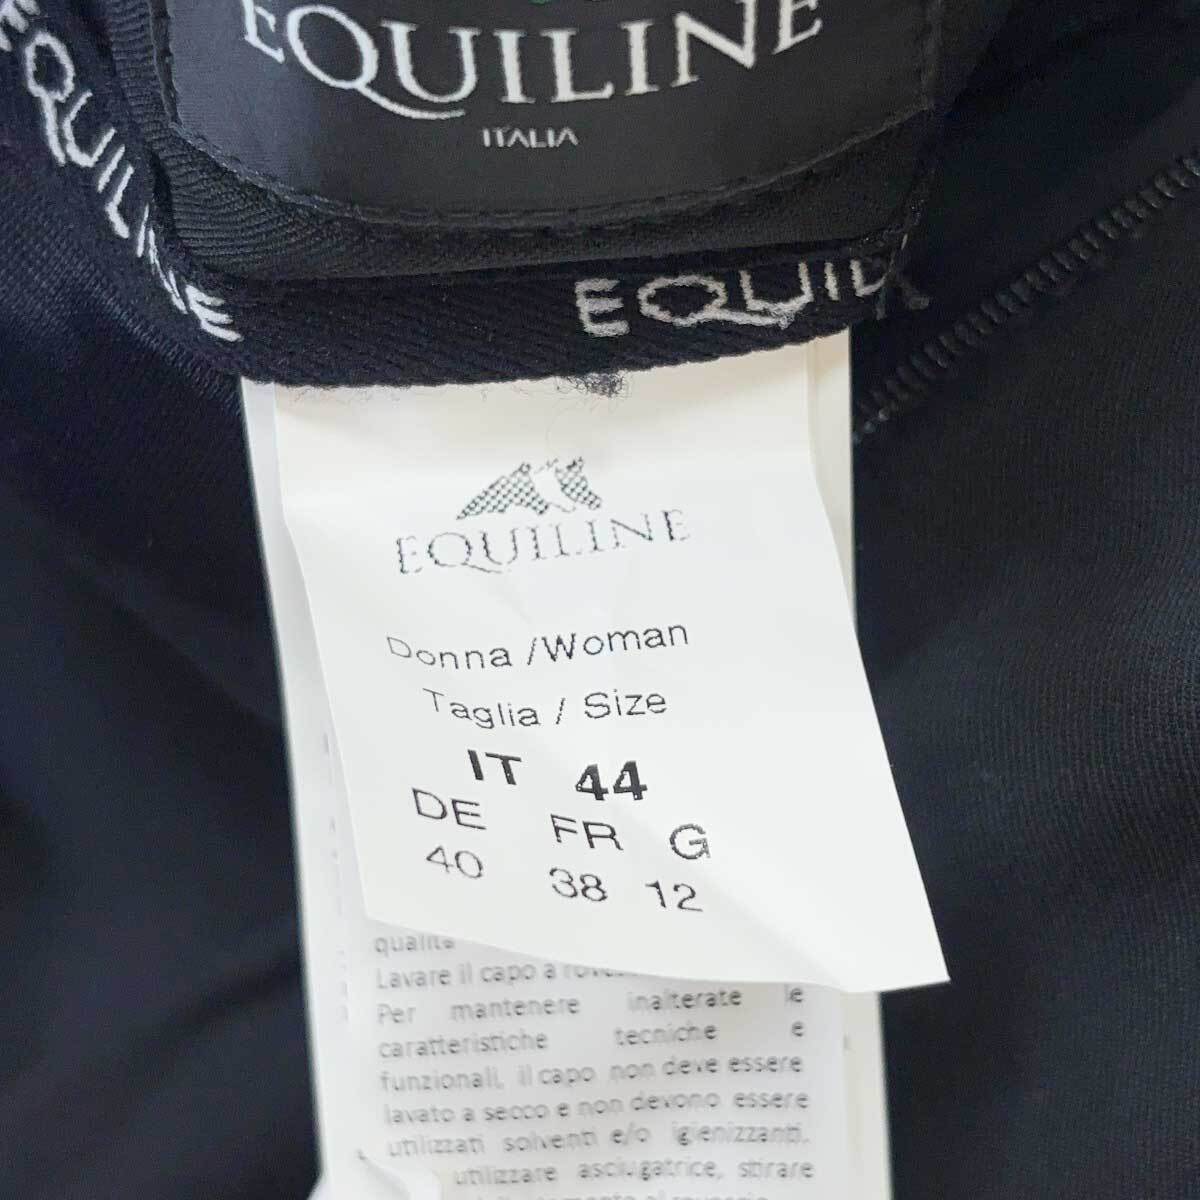 EQUILINE
ITALIA
EQUILINE
EQUIL
EQUILINE
Donna /Woman
Taglia / Size
IT 44
DE FR G
40 38 12
qualità
Lavare il capo a
Per mantenere inalterate le
caratteristiche tecniche e
funzionali, il capo non deve essere
lavato a secco e non devono essere
utilizzati solventi e/o igienizzanti.
utilizzare asciugatrice, stirare